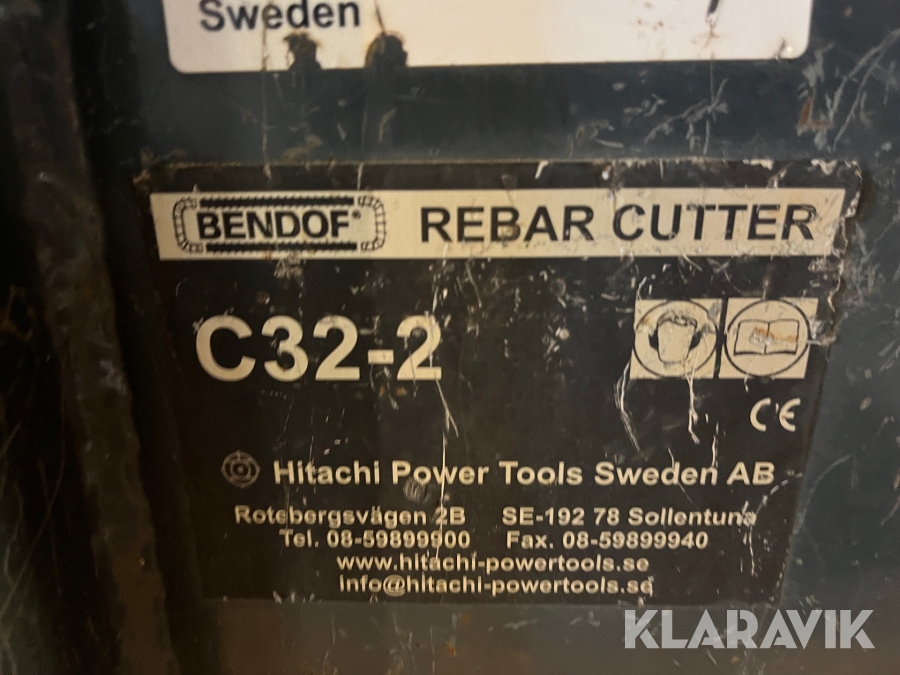 Sweden
BENDOF® REBAR CUTTER
C32-2
CE
Hitachi Power Tools Sweden AB
Rotebergsvägen 2B SE-192 78 Sollentuna
Tel. 08-59899900 Fax. 08-59899940
www.hitachi-powertools.se
info@hitachi-powertools.se
KLARAVIK